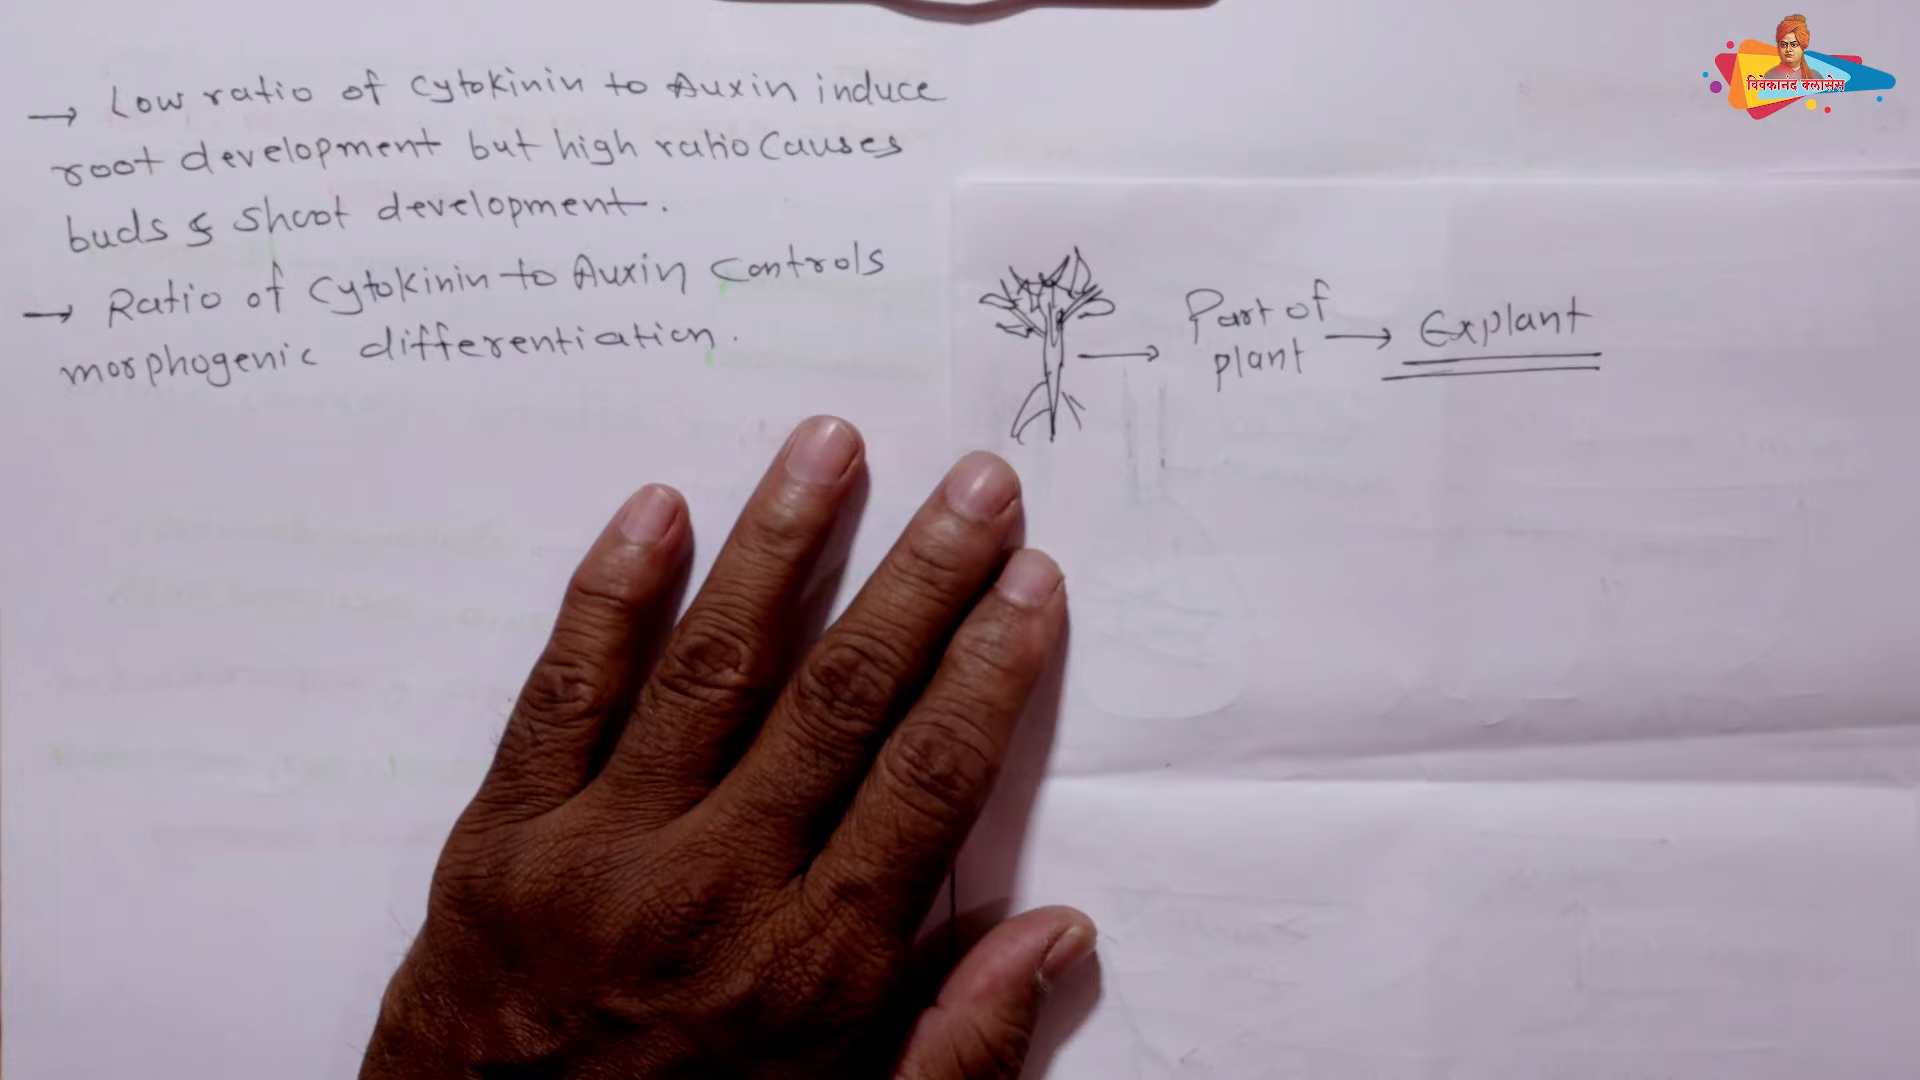 → Low ratio of cytokinin to Auxin induce
root development but high ratio causes
buds & shoot development.
→ Ratio of cytokinin to Auxin controls
morphogenic differentiation.
Part of → Explant
plant
विवेकानंद क्लासेस